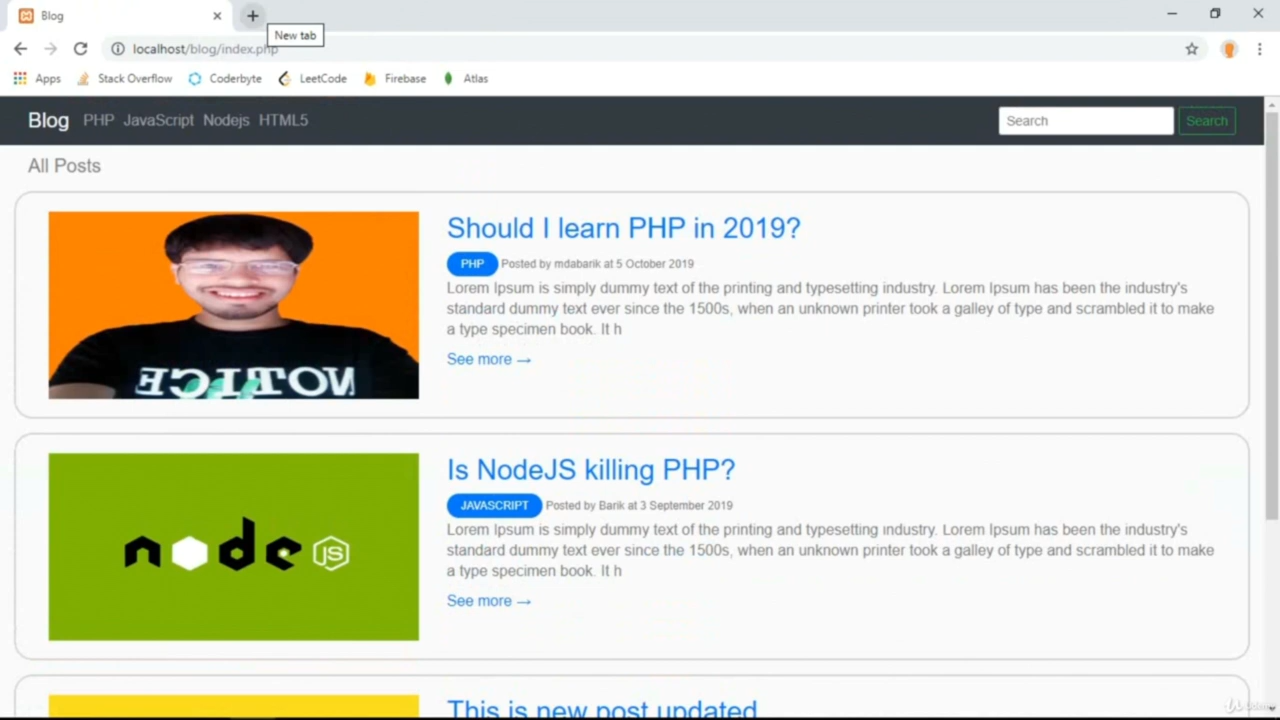 Blog
New tab
localhost/blog/index.php
Apps Stack Overflow Coderbyte LeetCode Firebase Atlas
Blog PHP JavaScript Nodejs HTML5 Search Search
All Posts
Should I learn PHP in 2019?
PHP Posted by mdabarik at 5 October 2019
Lorem Ipsum is simply dummy text of the printing and typesetting industry. Lorem Ipsum has been the industry's
standard dummy text ever since the 1500s, when an unknown printer took a galley of type and scrambled it to make
a type specimen book. It h
See more →
NOTICE
Is NodeJS killing PHP?
JAVASCRIPT Posted by Barik at 3 September 2019
Lorem Ipsum is simply dummy text of the printing and typesetting industry. Lorem Ipsum has been the industry's
standard dummy text ever since the 1500s, when an unknown printer took a galley of type and scrambled it to make
a type specimen book. It h
See more →
node JS
This is new post updated
Udemy